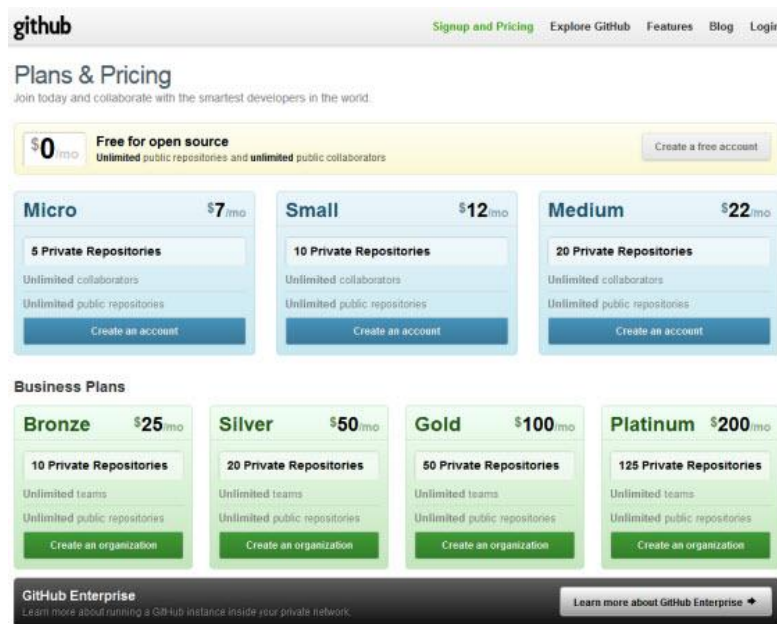 github
Signup and Pricing Explore GitHub Features Blog Login
Plans & Pricing
Join today and collaborate with the smartest developers in the world.
$0/mo
Free for open source
Unlimited public repositories and unlimited public collaborators
Create a free account
Micro $7/mo
5 Private Repositories
Unlimited collaborators
Unlimited public repositories
Create an account
Small $12/mo
10 Private Repositories
Unlimited collaborators
Unlimited public repositories
Create an account
Medium $22/mo
20 Private Repositories
Unlimited collaborators
Unlimited public repositories
Create an account
Business Plans
Bronze $25/mo
10 Private Repositories
Unlimited teams
Unlimited public repositories
Create an organization
Silver $50/mo
20 Private Repositories
Unlimited teams
Unlimited public repositories
Create an organization
Gold $100/mo
50 Private Repositories
Unlimited teams
Unlimited public repositories
Create an organization
Platinum $200/mo
125 Private Repositories
Unlimited teams
Unlimited public repositories
Create an organization
GitHub Enterprise
Learn more about running a GitHub instance inside your private network.
Learn more about GitHub Enterprise